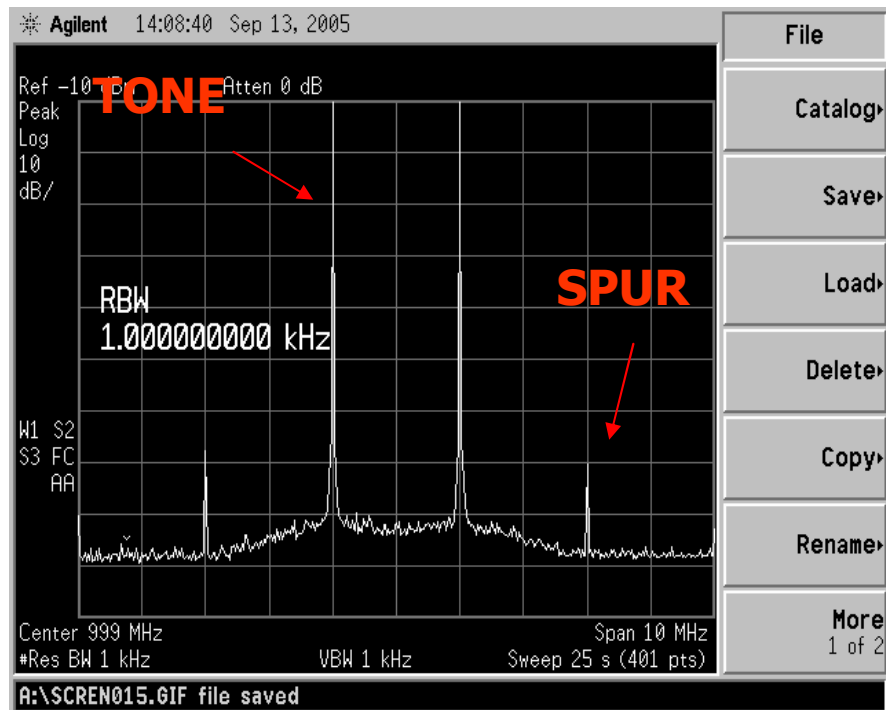 Agilent 14:08:40 Sep 13, 2005
File
Ref -10 dBm Atten 0 dB
TONE
Peak
Log
10
dB/
Catalog
Save
SPUR
Load
RBW
1.000000000 kHz
Delete
W1 S2
S3 FC
AA
Copy
Rename
Center 999 MHz Span 10 MHz
#Res BW 1 kHz VBW 1 kHz Sweep 25 s (401 pts)
More
1 of 2
A:\SCREN015.GIF file saved